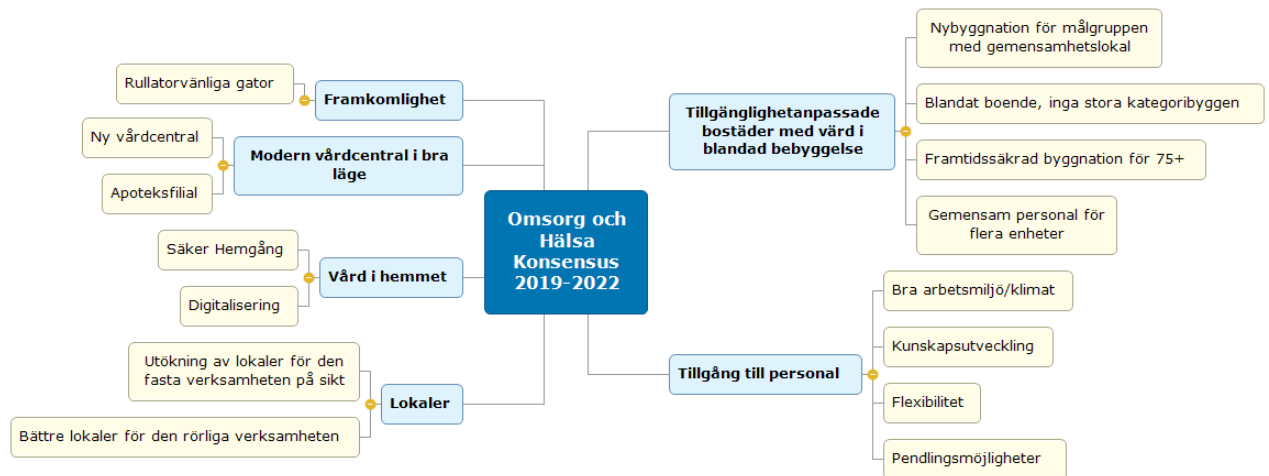 Omsorg och
Hälsa
Konsensus
2019-2022
Framkomlighet
Rullatorvänliga gator
Modern vårdcentral i bra
läge
Ny vårdcentral
Apoteksfilial
Vård i hemmet
Säker Hemgång
Digitalisering
Lokaler
Utökning av lokaler för den
fasta verksamheten på sikt
Bättre lokaler för den rörliga verksamheten
Tillgänglighetanpassade
bostäder med värd i
blandad bebyggelse
Nybyggnation för målgruppen
med gemensamhetslokal
Blandat boende, inga stora kategoribyggen
Framtidssäkrad byggnation för 75+
Gemensam personal för
flera enheter
Tillgång till personal
Bra arbetsmiljö/klimat
Kunskapsutveckling
Flexibilitet
Pendlingsmöjligheter